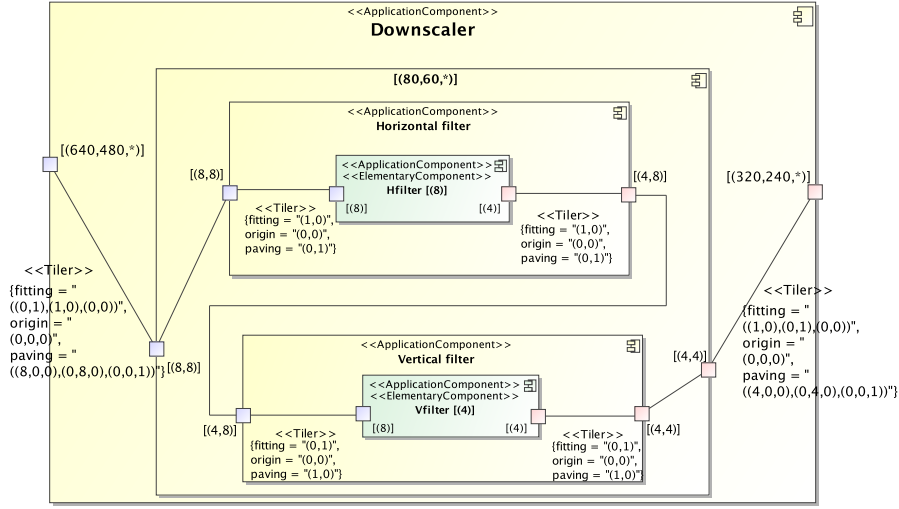 <<ApplicationComponent>>
Downscaler
[(80,60,*)]
<<ApplicationComponent>>
Horizontal filter
[(640,480,*)]
<<ApplicationComponent>>
<<ElementaryComponent>>
Hfilter [(8)]
[(8,8)]
[(4,8)]
[(320,240,*)]
[(8)]
[(4)]
<<Tiler>>
{fitting = "(1,0)",
origin = "(0,0)",
paving = "(0,1)"}
<<Tiler>>
{fitting = "(1,0)",
origin = "(0,0)",
paving = "(0,1)"}
<<Tiler>>
{fitting = "
((0,1),(1,0),(0,0))",
origin = "
(0,0,0)",
paving = "
((8,0,0),(0,8,0),(0,0,1))"}
[(8,8)]
<<Tiler>>
{fitting = "
((1,0),(0,1),(0,0))",
origin = "
(0,0,0)",
paving = "
((4,0,0),(0,4,0),(0,0,1))"}
[(4,4)]
<<ApplicationComponent>>
Vertical filter
<<ApplicationComponent>>
<<ElementaryComponent>>
Vfilter [(4)]
[(4,8)]
[(8)]
[(4)]
[(4,4)]
<<Tiler>>
{fitting = "(0,1)",
origin = "(0,0)",
paving = "(1,0)"}
<<Tiler>>
{fitting = "(0,1)",
origin = "(0,0)",
paving = "(1,0)"}